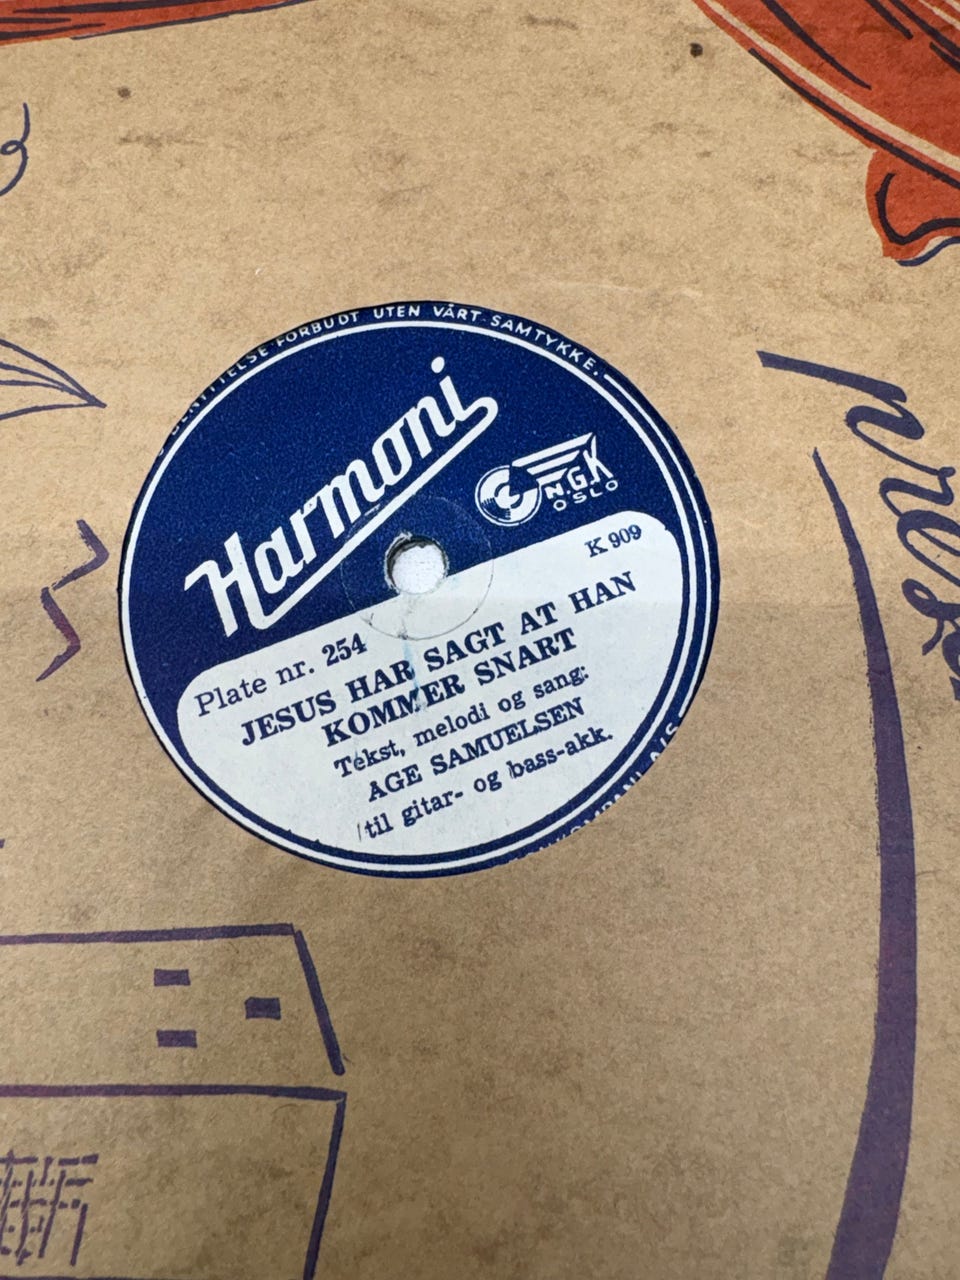 FORBUDT UTEN VÅRT SAMTYKKE.
Harmoni
N.G.K
OSLO
K 909
Plate nr. 254
JESUS HAR SAGT AT HAN
KOMMER SNART
Tekst, melodi og sang:
AGE SAMUELSEN
til gitar- og bass-akk.
A/S